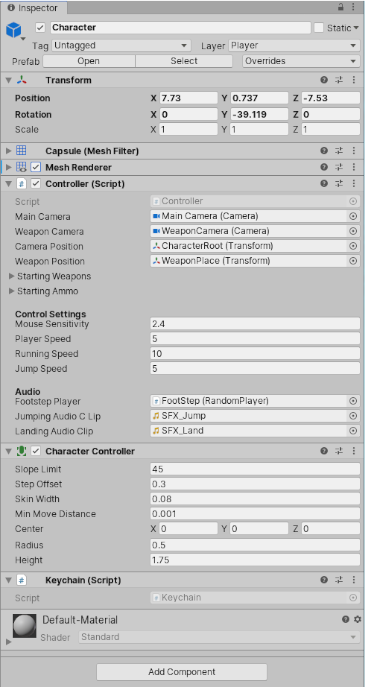 Inspector
Character Static
Tag Untagged Layer Player
Prefab Open Select Overrides
Transform
Position X 7.73 Y 0.737 Z -7.53
Rotation X 0 Y -39.119 Z 0
Scale X 1 Y 1 Z 1
Capsule (Mesh Filter)
Mesh Renderer
Controller (Script)
Script Controller
Main Camera Main Camera (Camera)
Weapon Camera WeaponCamera (Camera)
Camera Position CharacterRoot (Transform)
Weapon Position WeaponPlace (Transform)
Starting Weapons
Starting Ammo
Control Settings
Mouse Sensitivity 2.4
Player Speed 5
Running Speed 10
Jump Speed 5
Audio
Footstep Player FootStep (RandomPlayer)
Jumping Audio C Lip SFX_Jump
Landing Audio Clip SFX_Land
Character Controller
Slope Limit 45
Step Offset 0.3
Skin Width 0.08
Min Move Distance 0.001
Center X 0 Y 0 Z 0
Radius 0.5
Height 1.75
Keychain (Script)
Script Keychain
Default-Material
Shader Standard
Add Component